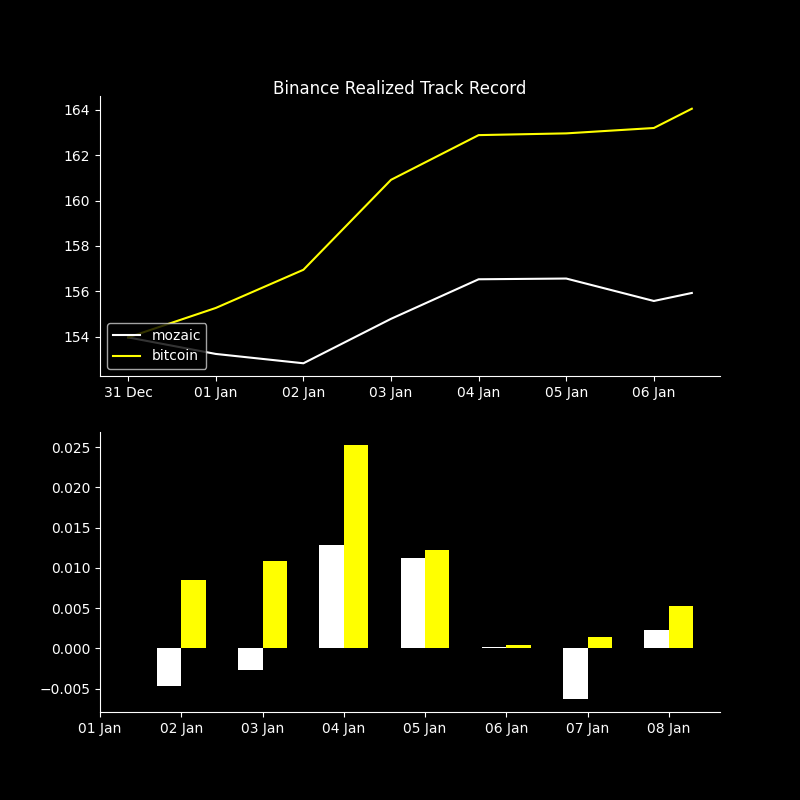 Binance Realized Track Record
164
162
160
158
156
154
mozaic
bitcoin
31 Dec 01 Jan 02 Jan 03 Jan 04 Jan 05 Jan 06 Jan
0.025
0.020
0.015
0.010
0.005
0.000
−0.005
01 Jan 02 Jan 03 Jan 04 Jan 05 Jan 06 Jan 07 Jan 08 Jan